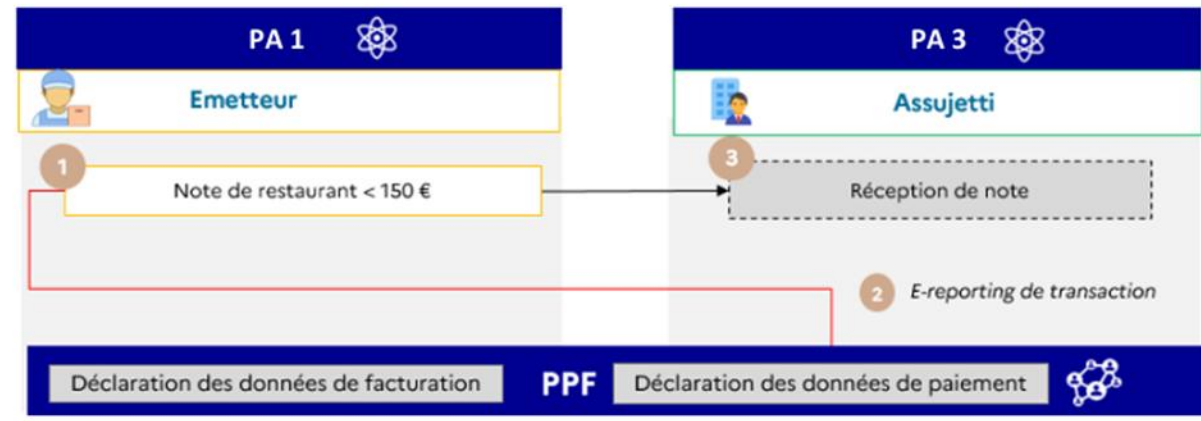 PA 1
PA 3
Emetteur
Assujetti
1
3
Note de restaurant < 150 €
Réception de note
2
E-reporting de transaction
Déclaration des données de facturation
PPF
Déclaration des données de paiement